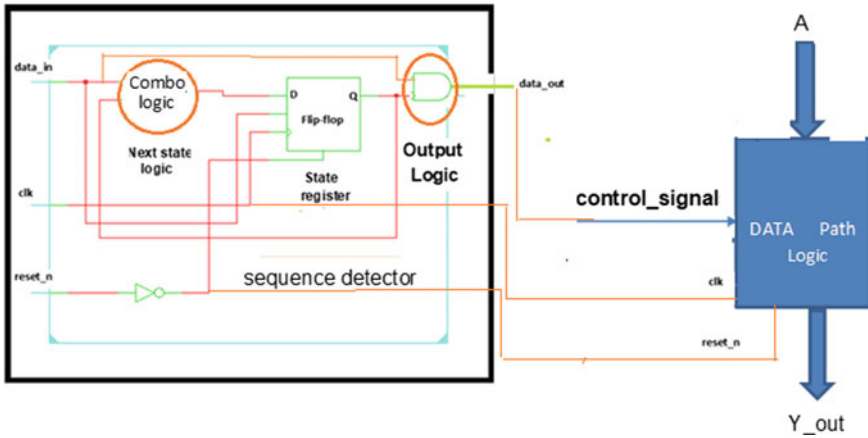 data_in
Combo
logic
Next state
logic
D
Q
Flip-flop
State
register
Output
Logic
data_out
clk
reset_n
sequence detector
control_signal
A
DATA Path
Logic
clk
reset_n
Y_out